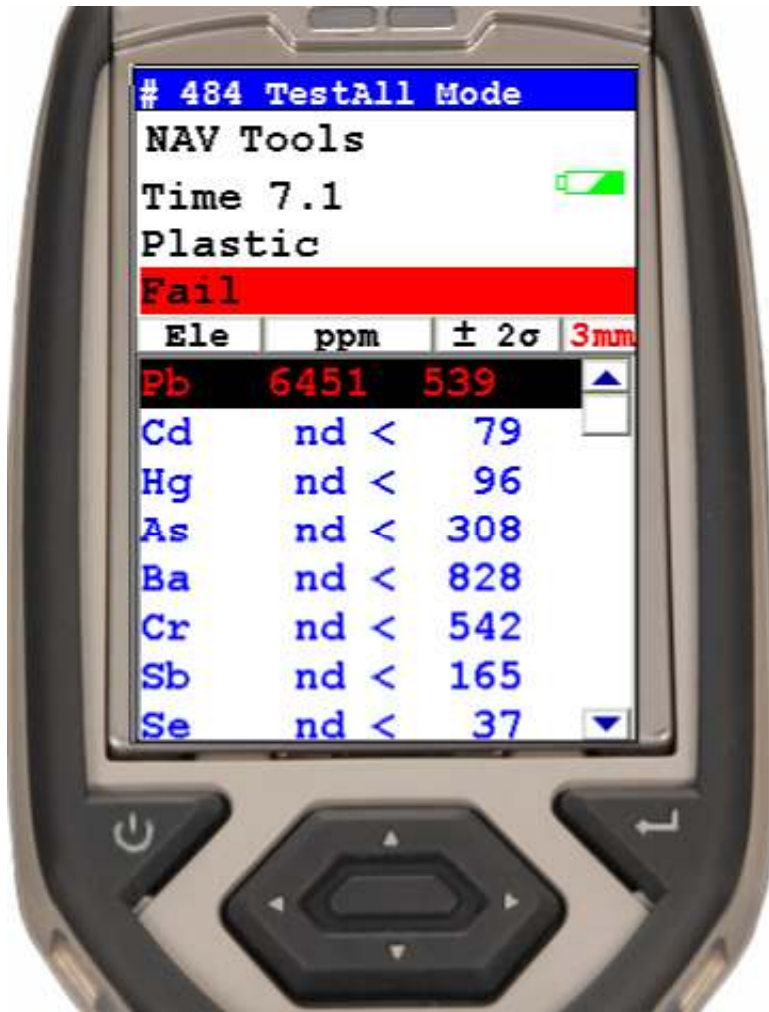 # 484 TestAll Mode
NAV Tools
Time 7.1
Plastic
Fail
Ele ppm ± 2σ 3mm
Pb 6451 539
Cd nd < 79
Hg nd < 96
As nd < 308
Ba nd < 828
Cr nd < 542
Sb nd < 165
Se nd < 37